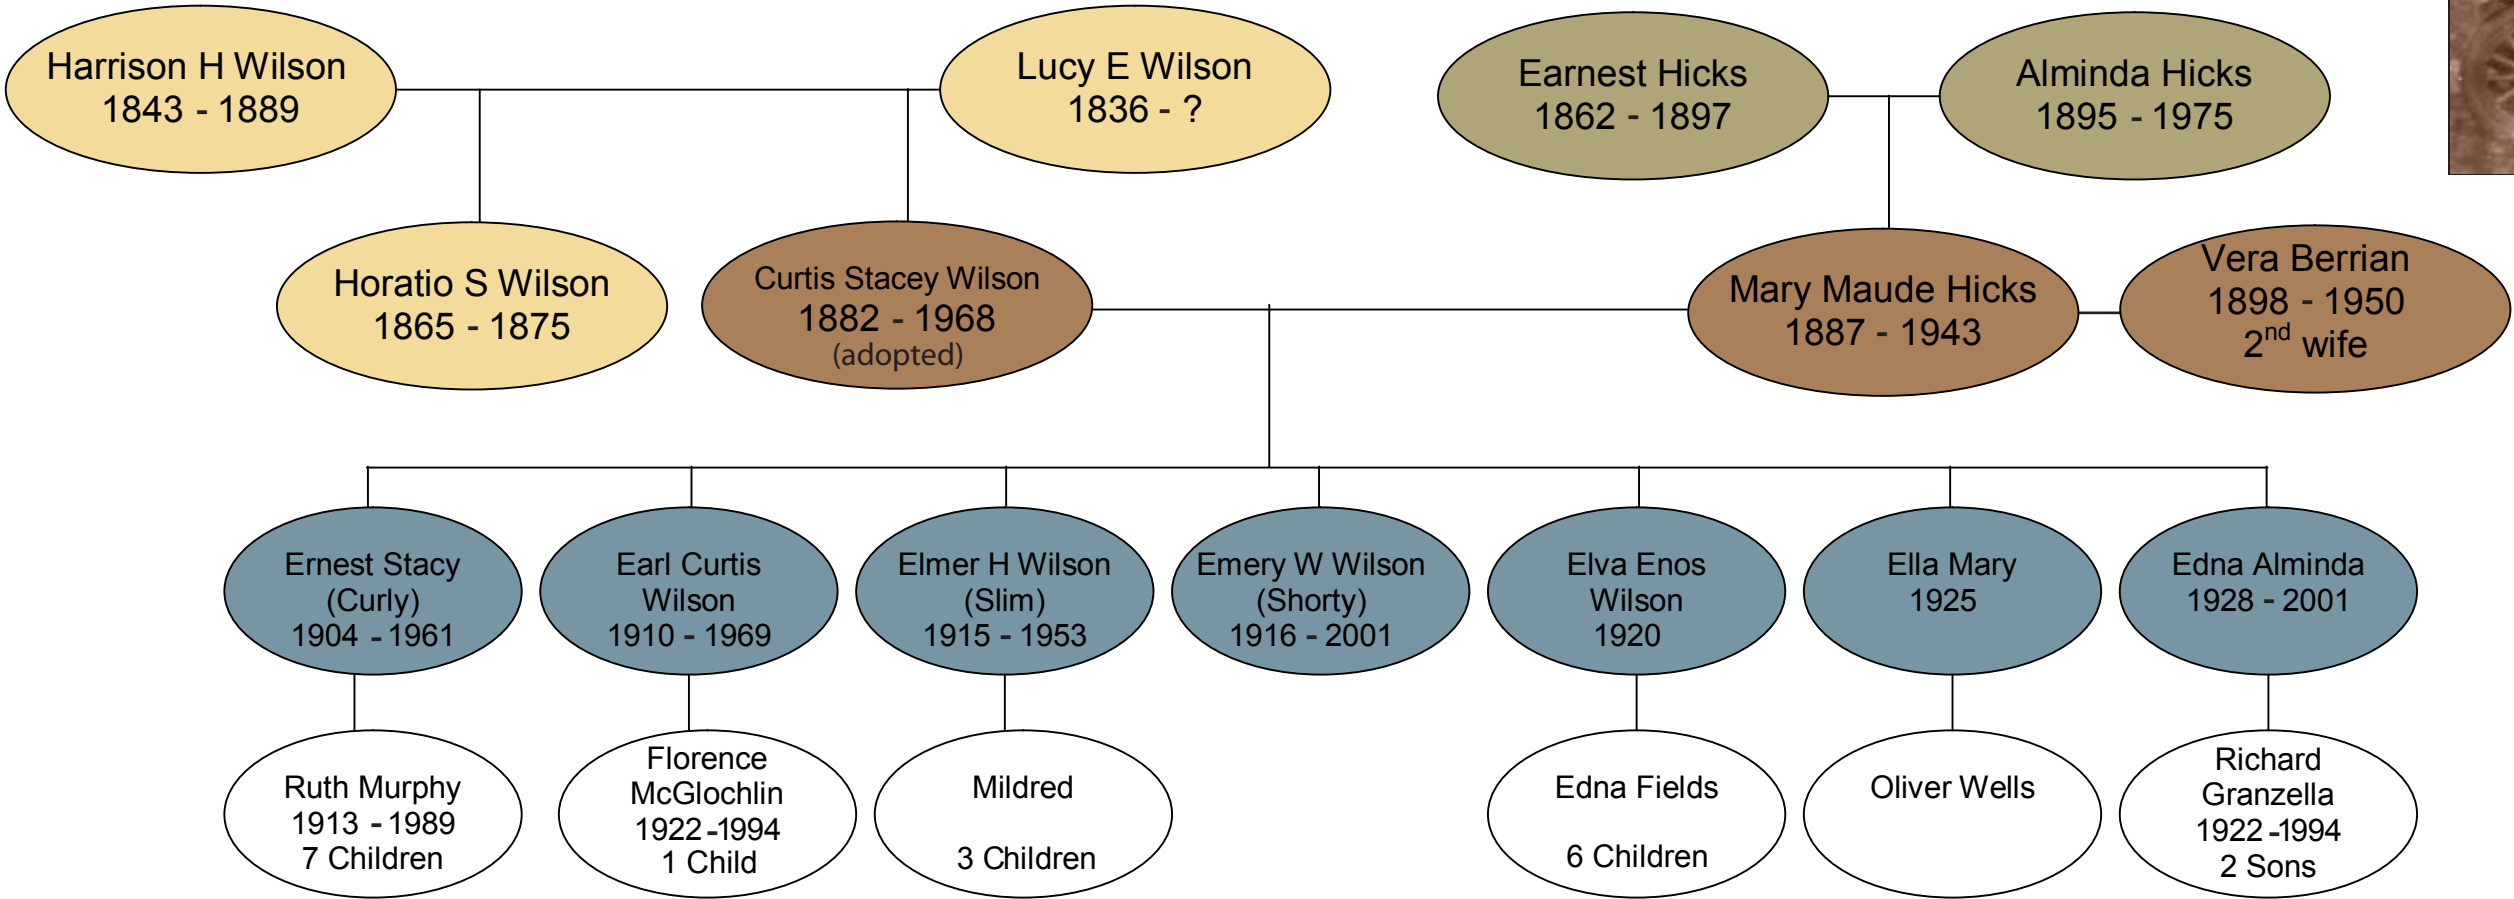 Harrison H Wilson
1843 - 1889
Lucy E Wilson
1836 - ?
Earnest Hicks
1862 - 1897
Alminda Hicks
1895 - 1975
Horatio S Wilson
1865 - 1875
Curtis Stacey Wilson
1882 - 1968
(adopted)
Mary Maude Hicks
1887 - 1943
Vera Berrian
1898 - 1950
2nd wife
Ernest Stacy
(Curly)
1904 - 1961
Earl Curtis
Wilson
1910 - 1969
Elmer H Wilson
(Slim)
1915 - 1953
Emery W Wilson
(Shorty)
1916 - 2001
Elva Enos
Wilson
1920
Ella Mary
1925
Edna Alminda
1928 - 2001
Ruth Murphy
1913 - 1989
7 Children
Florence
McGlochlin
1922 -1994
1 Child
Mildred
3 Children
Edna Fields
6 Children
Oliver Wells
Richard
Granzella
1922 -1994
2 Sons